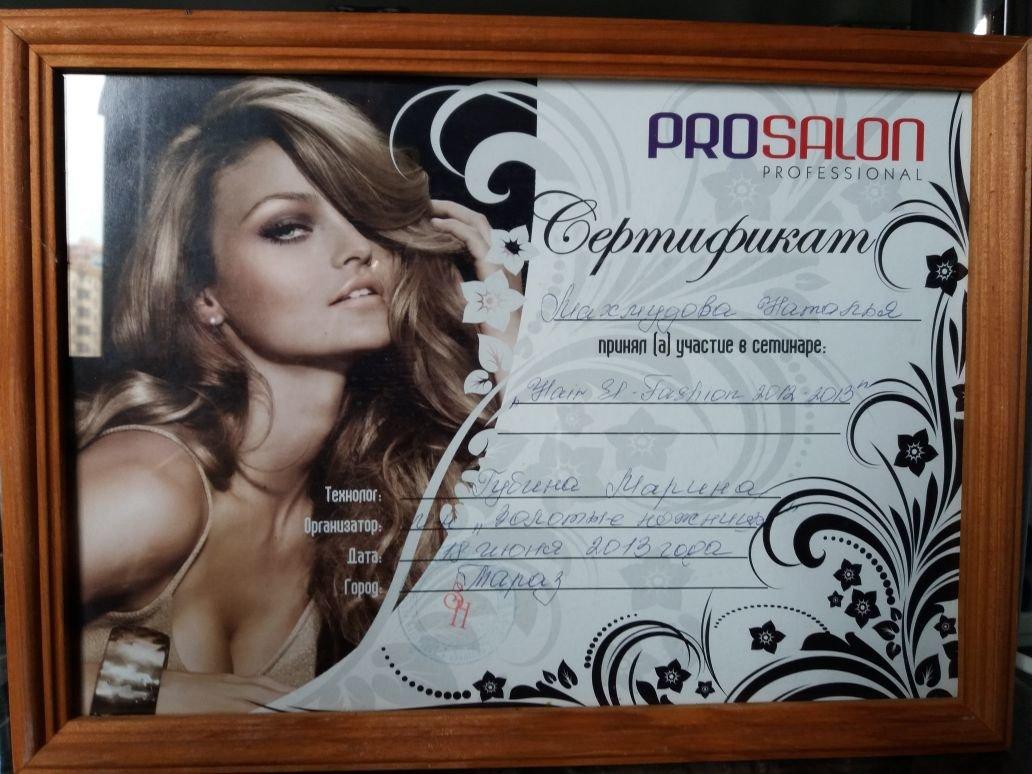 PROSALON
PROFESSIONAL
Сертификат
Махмудова Наталья
принял (а) участие в семинаре:
„Hair Fashion 2012-2013"
Технолог: Губина Марина
Организатор: „Золотые ножницы"
Дата: 18 июня 2013 года
Город: Тараз